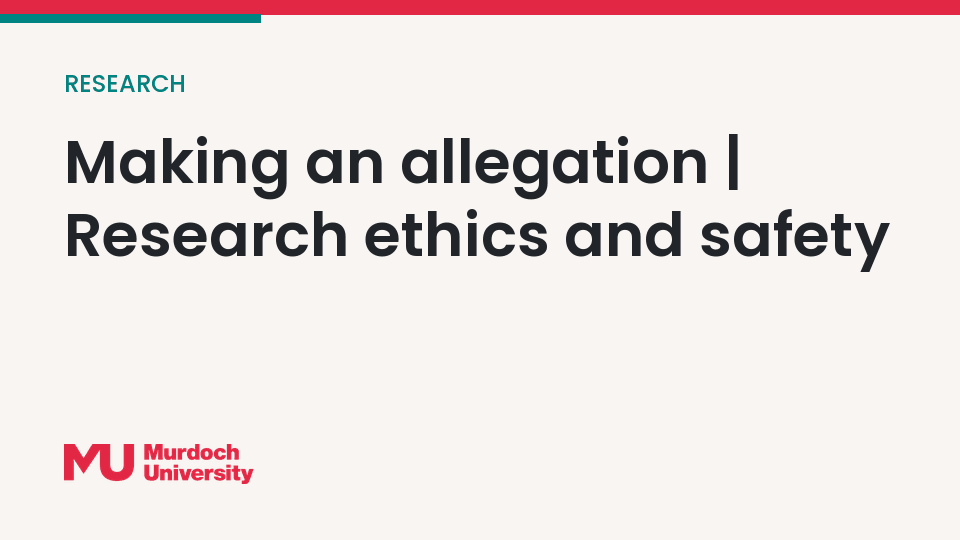 RESEARCH
Making an allegation |
Research ethics and safety
MU Murdoch
University